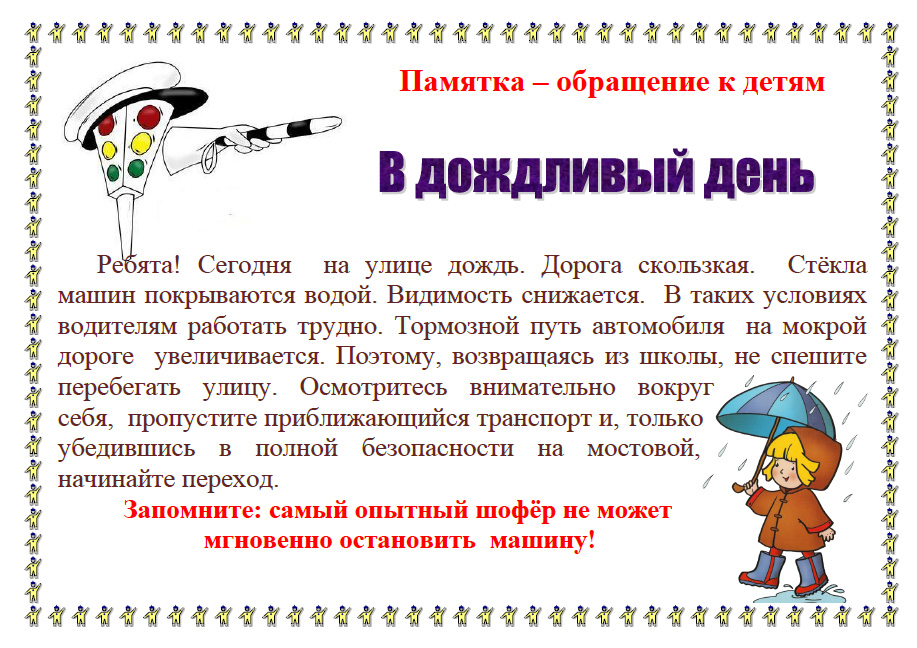 Памятка – обращение к детям
В дождливый день
Ребята! Сегодня на улице дождь. Дорога скользкая. Стёкла
машин покрываются водой. Видимость снижается. В таких условиях
водителям работать трудно. Тормозной путь автомобиля на мокрой
дороге увеличивается. Поэтому, возвращаясь из школы, не спешите
перебегать улицу. Осмотритесь внимательно вокруг
себя, пропустите приближающийся транспорт и, только
убедившись в полной безопасности на мостовой,
начинайте переход.
Запомните: самый опытный шофёр не может
мгновенно остановить машину!